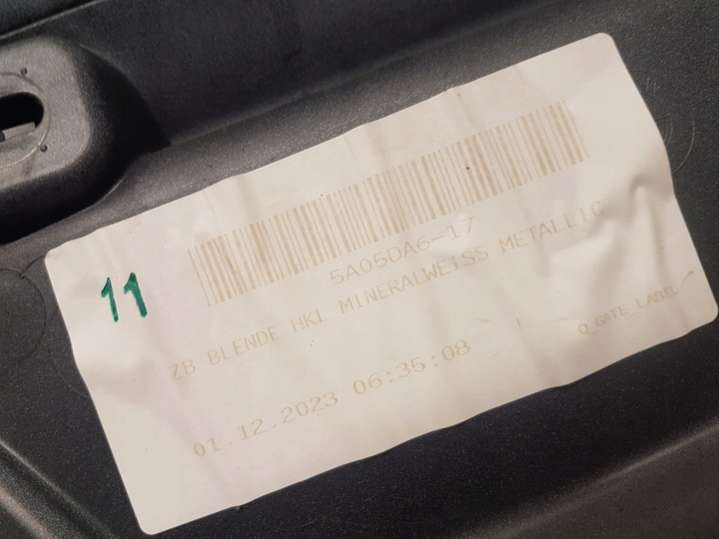 5A05DA6-17
11
ZB BLENDE HKL MINERALWEISS METALLIC
01.12.2023 06:35:08
Q_GATE_LABEL